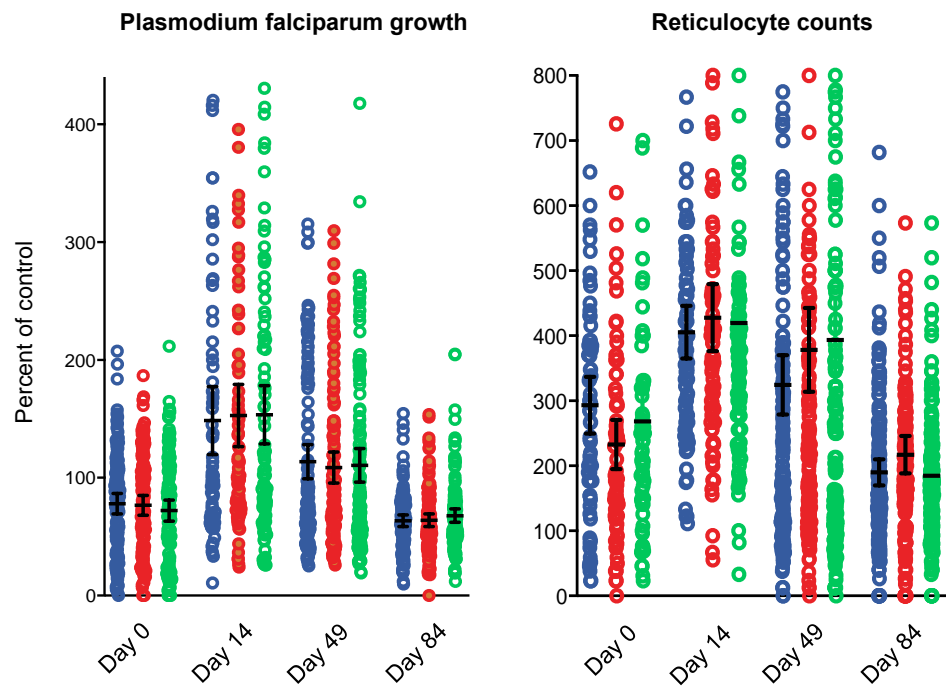 Plasmodium falciparum growth
Reticulocyte counts
Percent of control
400
300
200
100
0
Day 0
Day 14
Day 49
Day 84
800
700
600
500
400
300
200
100
0
Day 0
Day 14
Day 49
Day 84